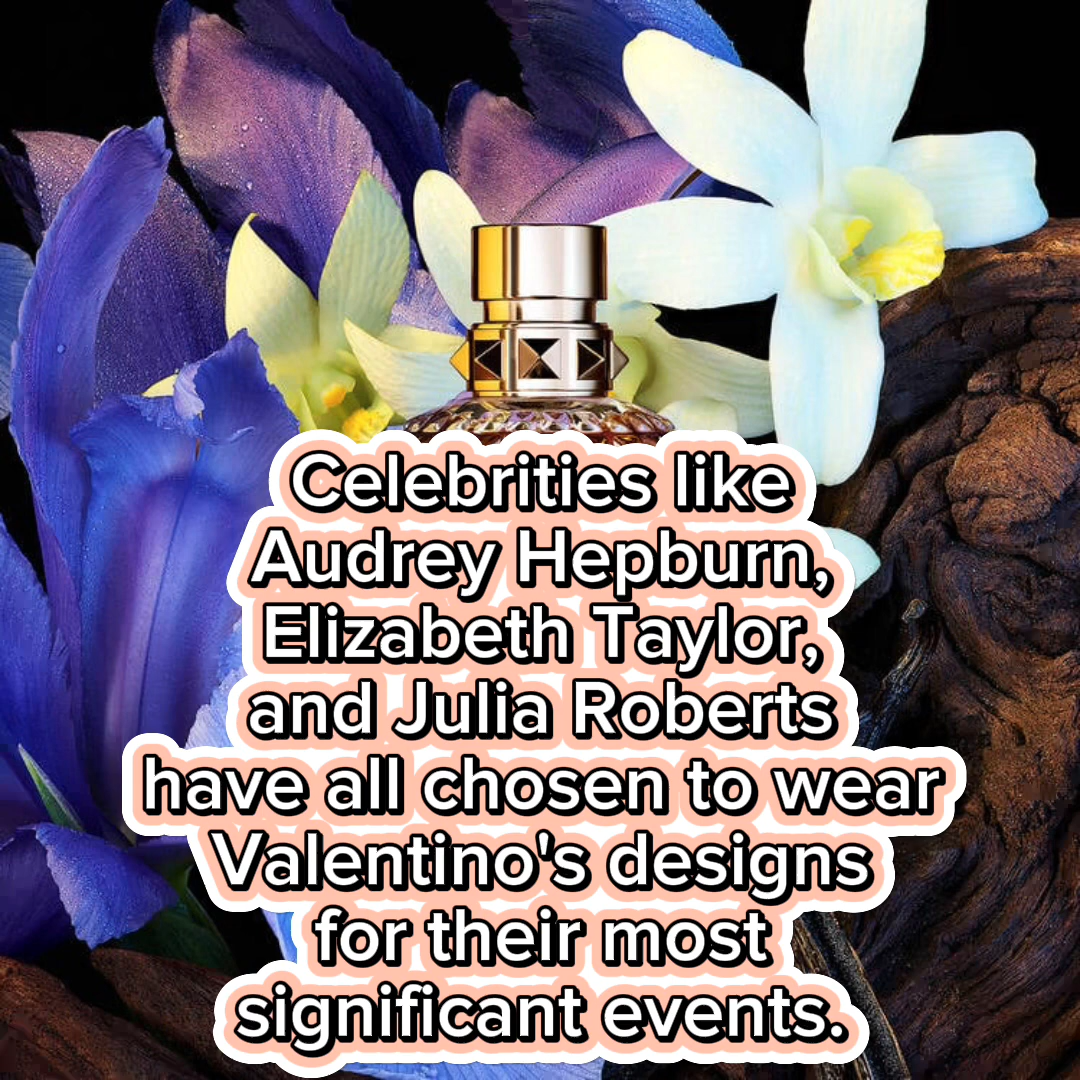 Celebrities like
Audrey Hepburn,
Elizabeth Taylor,
and Julia Roberts
have all chosen to wear
Valentino's designs
for their most
significant events.